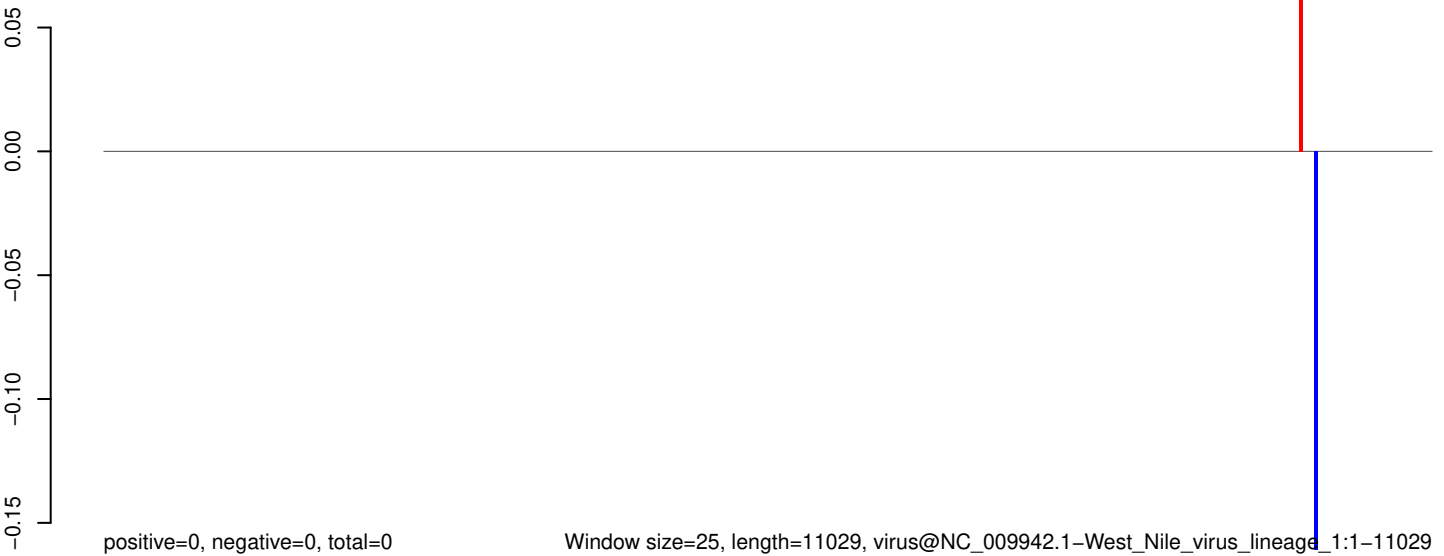 0.05
0.00
−0.05
−0.10
−0.15
positive=0, negative=0, total=0
Window size=25, length=11029, virus@NC_009942.1−West_Nile_virus_lineage_1:1−11029